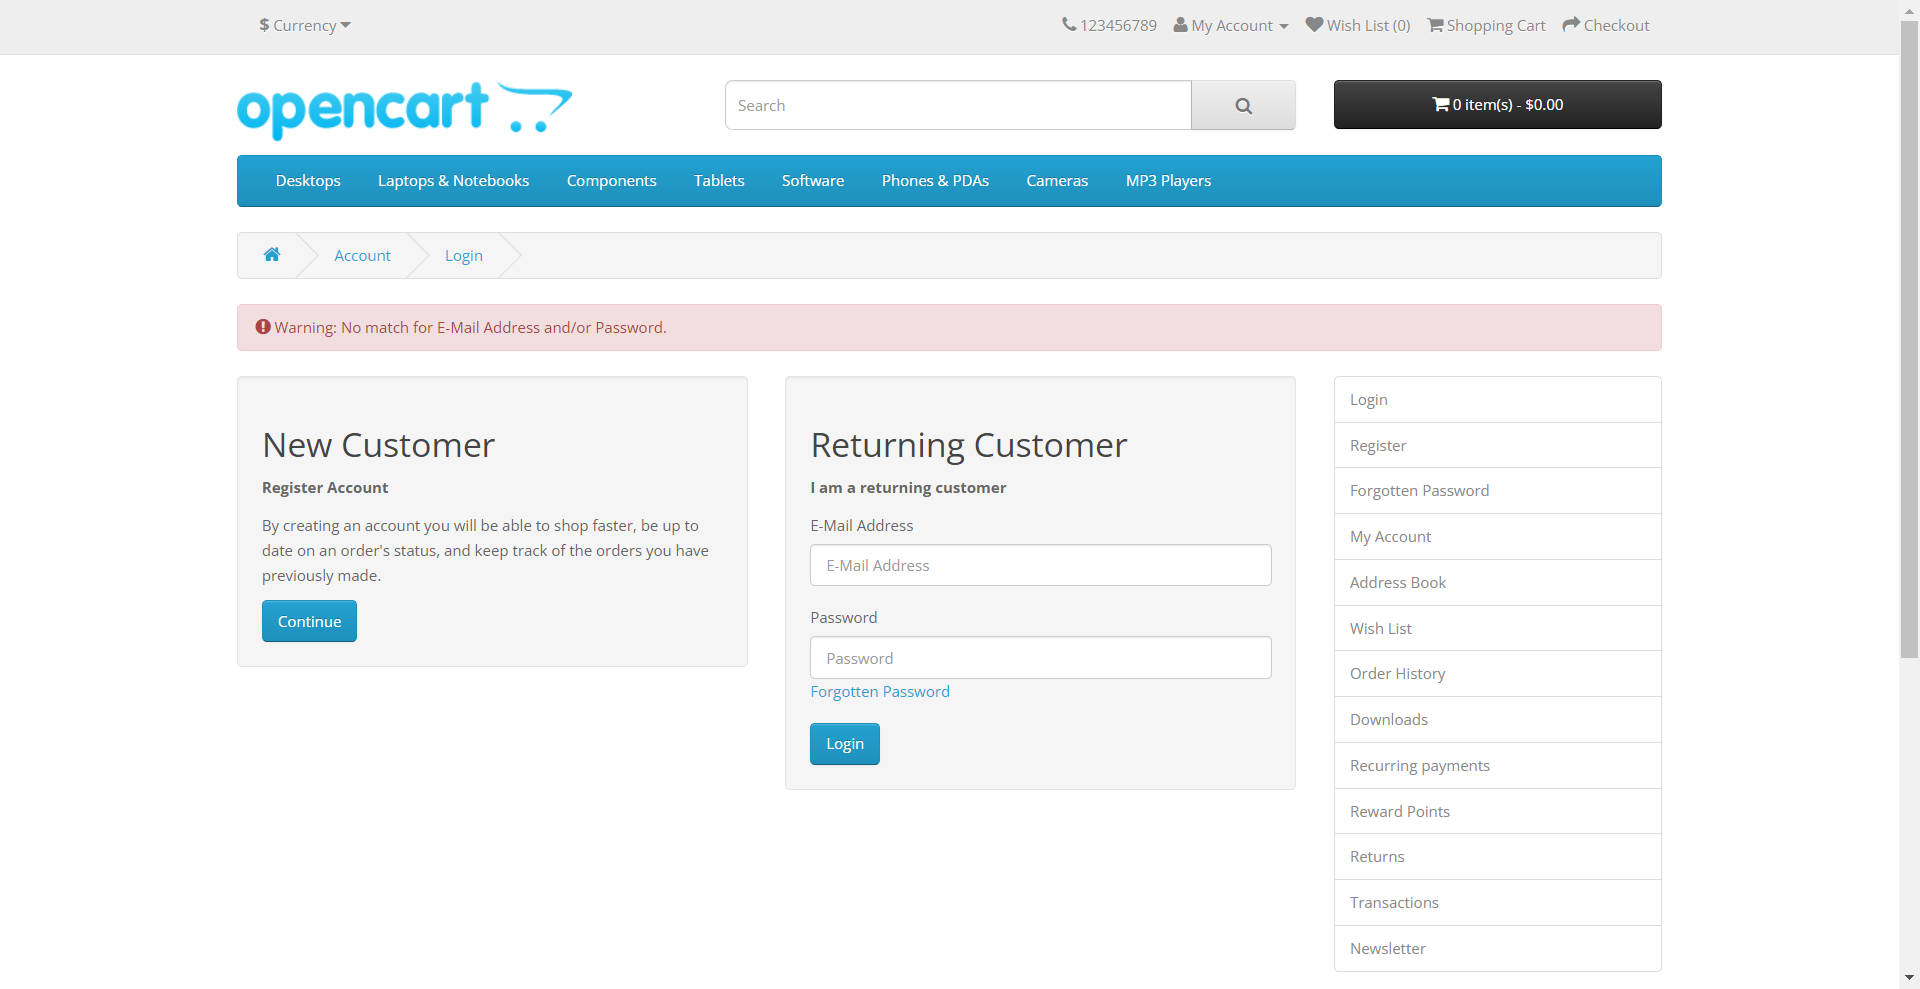 $ Currency
123456789 My Account Wish List (0) Shopping Cart Checkout
opencart
Search
0 item(s) - $0.00
Desktops Laptops & Notebooks Components Tablets Software Phones & PDAs Cameras MP3 Players
Account Login
Warning: No match for E-Mail Address and/or Password.
New Customer
Register Account
By creating an account you will be able to shop faster, be up to
date on an order's status, and keep track of the orders you have
previously made.
Continue
Returning Customer
I am a returning customer
E-Mail Address
E-Mail Address
Password
Password
Forgotten Password
Login
Login
Register
Forgotten Password
My Account
Address Book
Wish List
Order History
Downloads
Recurring payments
Reward Points
Returns
Transactions
Newsletter